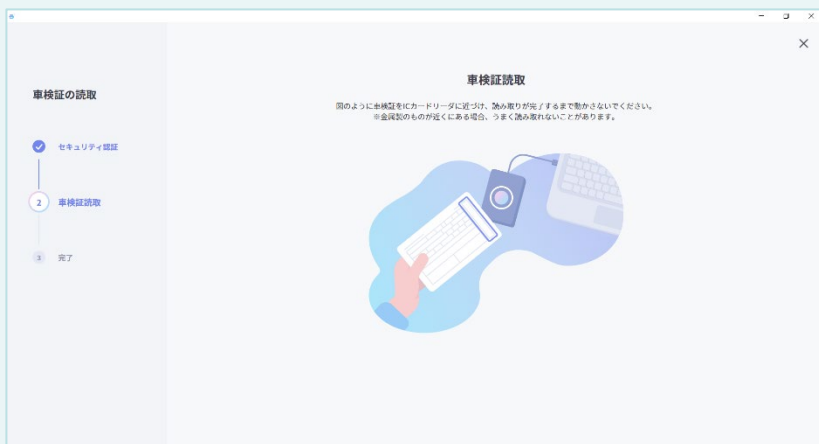 車検証の読取
セキュリティ認証
2 車検証読取
3 完了
車検証読取
図のように車検証をICカードリーダに近づけ、読み取りが完了するまで動かさないでください。
※金属製のものが近くにある場合、うまく読み取れないことがあります。